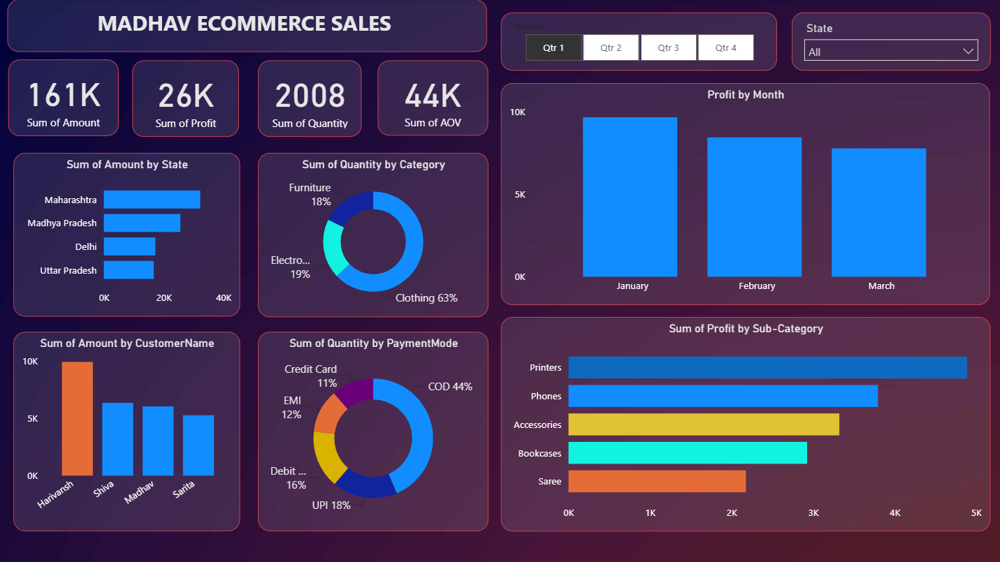 MADHAV ECOMMERCE SALES
Quarter
Qtr 1
Qtr 2
Qtr 3
Qtr 4
State
All
161K
Sum of Amount
26K
Sum of Profit
2008
Sum of Quantity
44K
Sum of AOV
Profit by Month
10K
5K
0K
January
February
March
Sum of Amount by State
Maharashtra
Madhya Pradesh
Delhi
Uttar Pradesh
0K
20K
40K
Sum of Quantity by Category
Furniture
18%
Electro...
19%
Clothing 63%
Sum of Amount by CustomerName
10K
5K
0K
Harivansh
Shiva
Madhav
Sarita
Sum of Quantity by PaymentMode
Credit Card
11%
COD 44%
EMI
12%
Debit ...
16%
UPI 18%
Sum of Profit by Sub-Category
Printers
Phones
Accessories
Bookcases
Saree
0K
1K
2K
3K
4K
5K